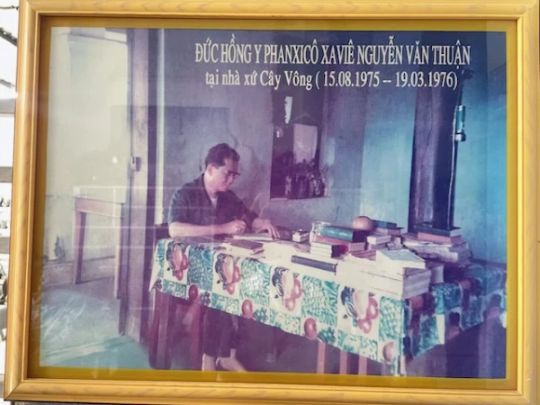 ĐỨC HỒNG Y PHANXICÔ XAVIÊ NGUYỄN VĂN THUẬN
tại nhà xứ Cây Vông ( 15.08.1975 -- 19.03.1976)